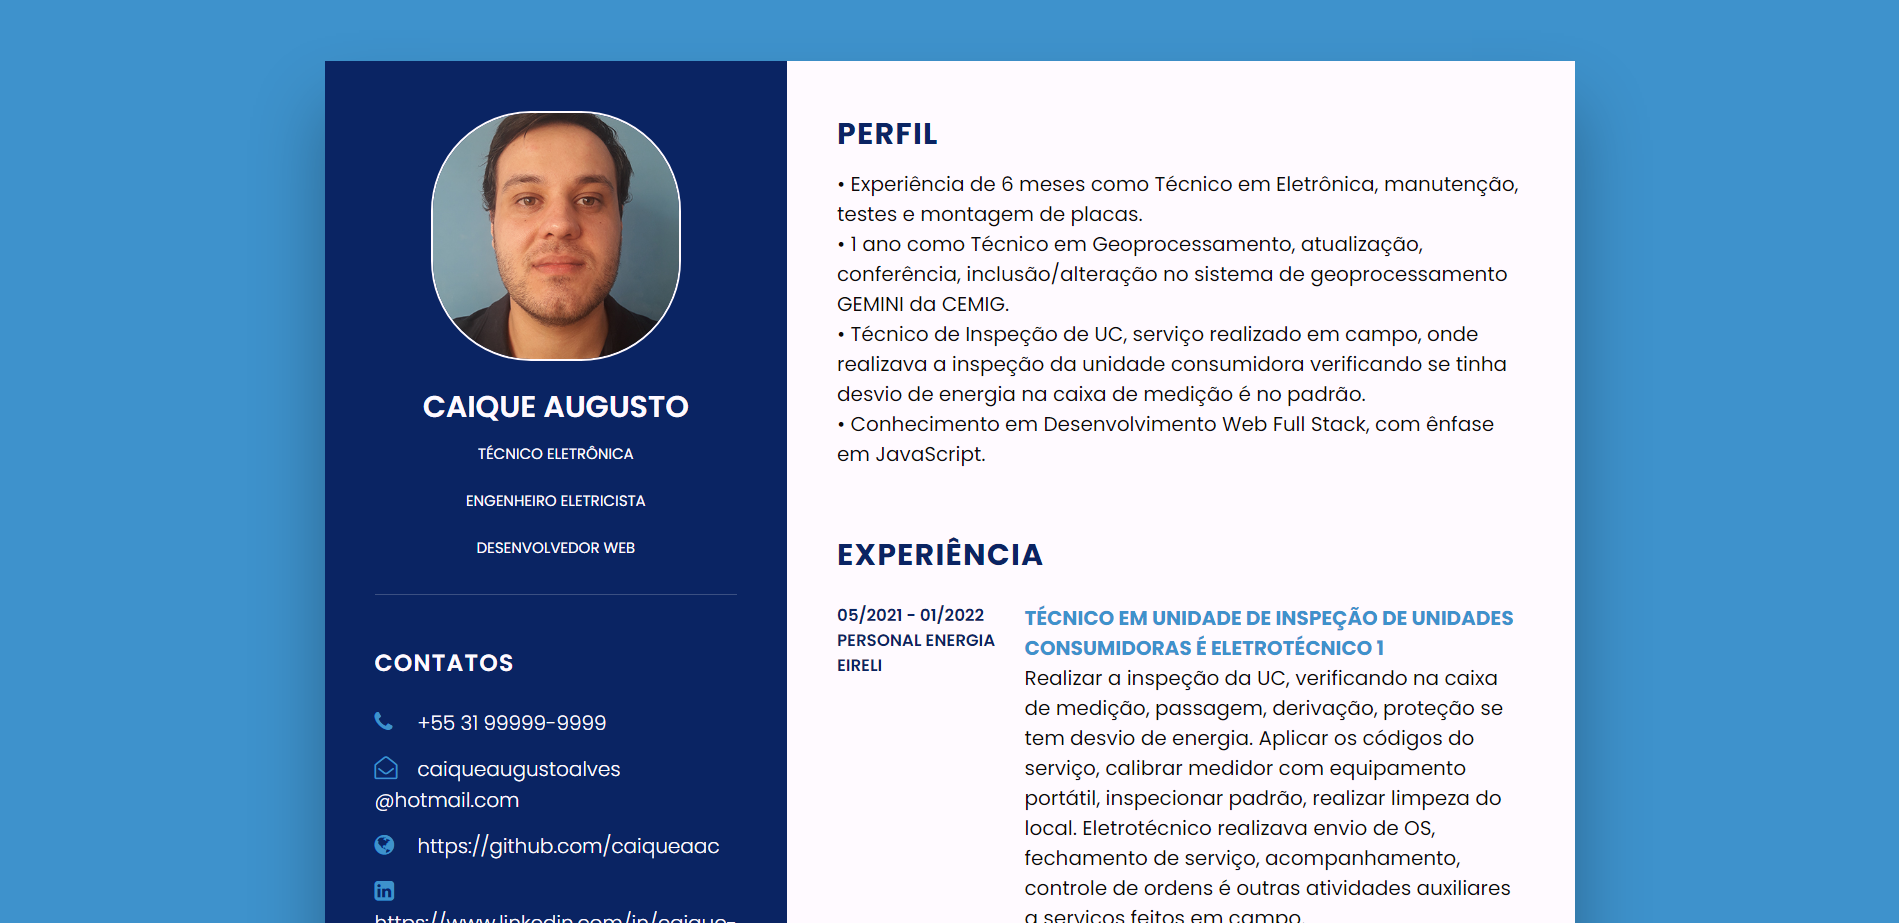 CAIQUE AUGUSTO
TÉCNICO ELETRÔNICA
ENGENHEIRO ELETRICISTA
DESENVOLVEDOR WEB
CONTATOS
+55 31 99999-9999
caiqueaugustoalves
@hotmail.com
https://github.com/caiqueaac
in
https://www.linkedin.com/in/caique-
PERFIL
• Experiência de 6 meses como Técnico em Eletrônica, manutenção,
testes e montagem de placas.
• 1 ano como Técnico em Geoprocessamento, atualização,
conferência, inclusão/alteração no sistema de geoprocessamento
GEMINI da CEMIG.
• Técnico de Inspeção de UC, serviço realizado em campo, onde
realizava a inspeção da unidade consumidora verificando se tinha
desvio de energia na caixa de medição é no padrão.
• Conhecimento em Desenvolvimento Web Full Stack, com ênfase
em JavaScript.
EXPERIÊNCIA
05/2021 - 01/2022
PERSONAL ENERGIA
EIRELI
TÉCNICO EM UNIDADE DE INSPEÇÃO DE UNIDADES
CONSUMIDORAS É ELETROTÉCNICO 1
Realizar a inspeção da UC, verificando na caixa
de medição, passagem, derivação, proteção se
tem desvio de energia. Aplicar os códigos do
serviço, calibrar medidor com equipamento
portátil, inspecionar padrão, realizar limpeza do
local. Eletrotécnico realizava envio de OS,
fechamento de serviço, acompanhamento,
controle de ordens é outras atividades auxiliares
a serviços feitos em campo.